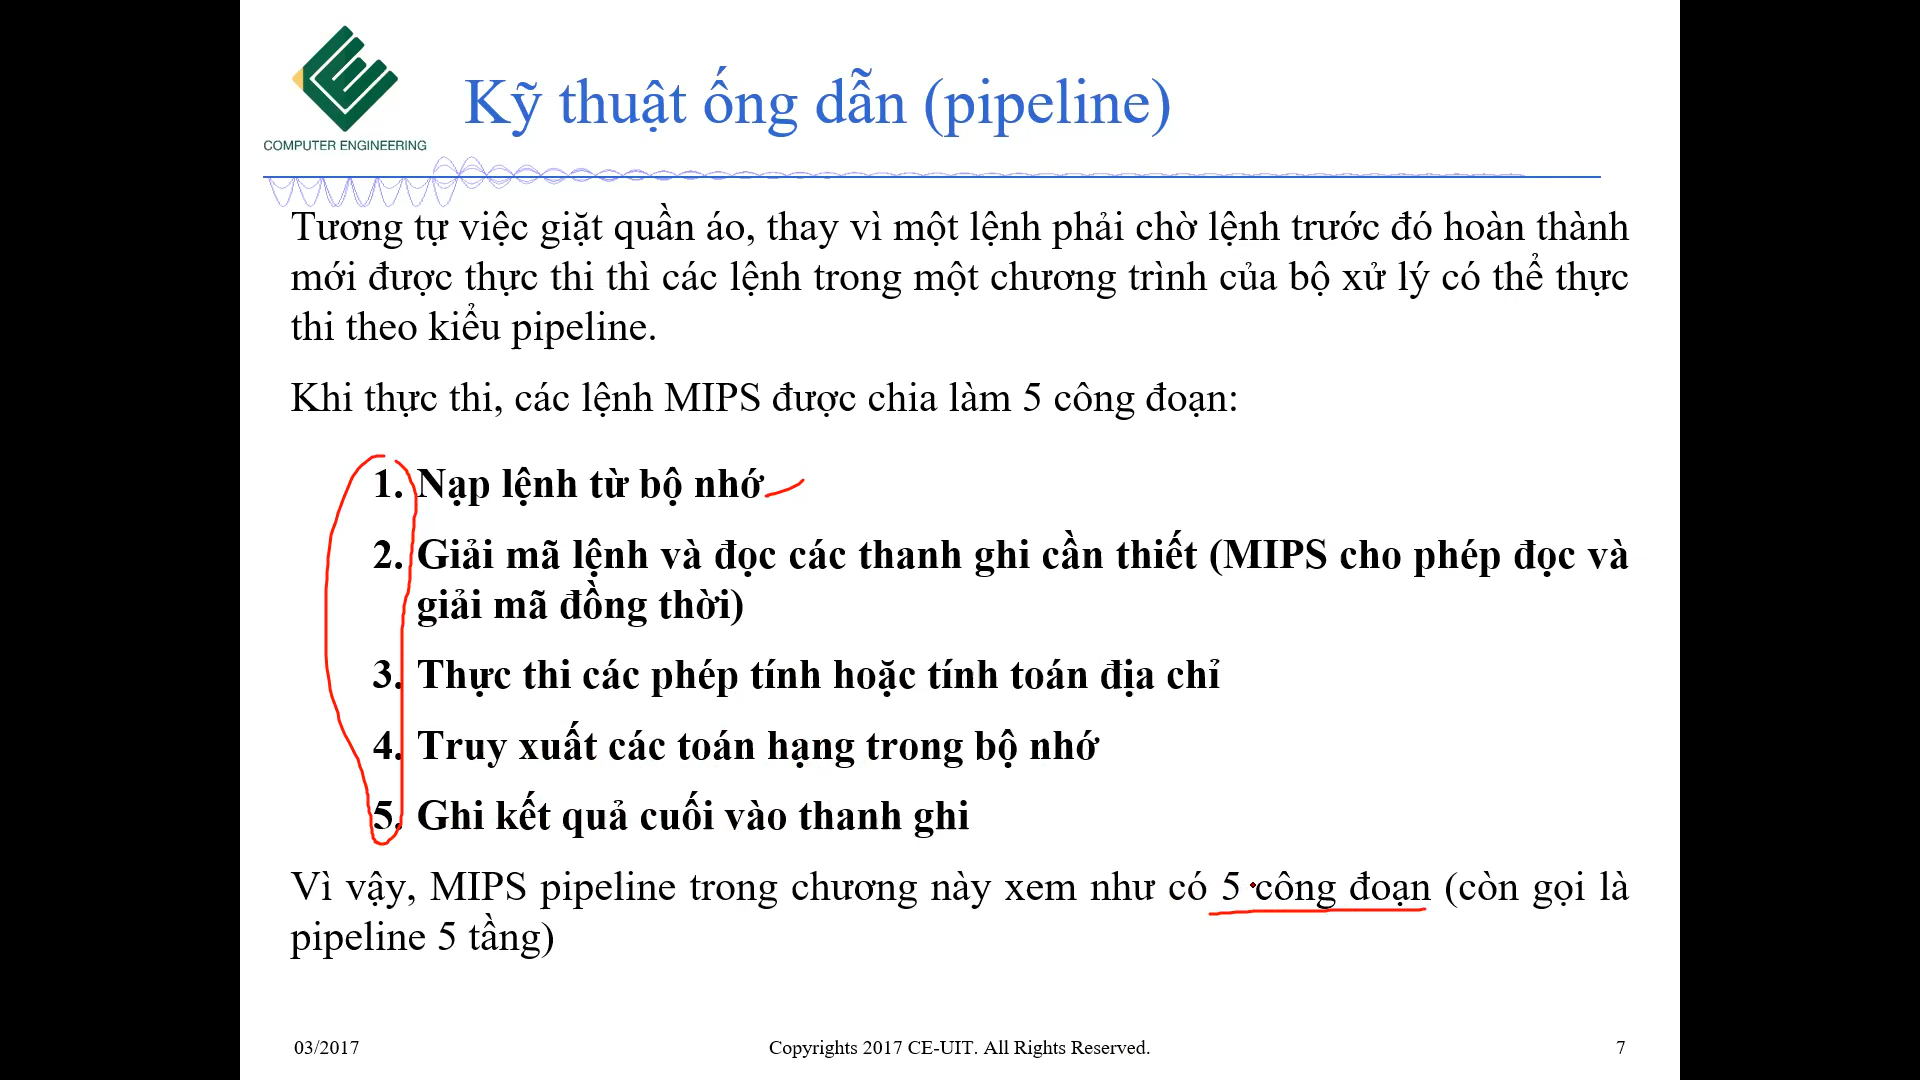 COMPUTER ENGINEERING
Kỹ thuật ống dẫn (pipeline)
Tương tự việc giặt quần áo, thay vì một lệnh phải chờ lệnh trước đó hoàn thành
mới được thực thi thì các lệnh trong một chương trình của bộ xử lý có thể thực
thi theo kiểu pipeline.
Khi thực thi, các lệnh MIPS được chia làm 5 công đoạn:
1. Nạp lệnh từ bộ nhớ
2. Giải mã lệnh và đọc các thanh ghi cần thiết (MIPS cho phép đọc và
giải mã đồng thời)
3. Thực thi các phép tính hoặc tính toán địa chỉ
4. Truy xuất các toán hạng trong bộ nhớ
5. Ghi kết quả cuối vào thanh ghi
Vì vậy, MIPS pipeline trong chương này xem như có 5 công đoạn (còn gọi là
pipeline 5 tầng)
03/2017
Copyrights 2017 CE-UIT. All Rights Reserved.
7